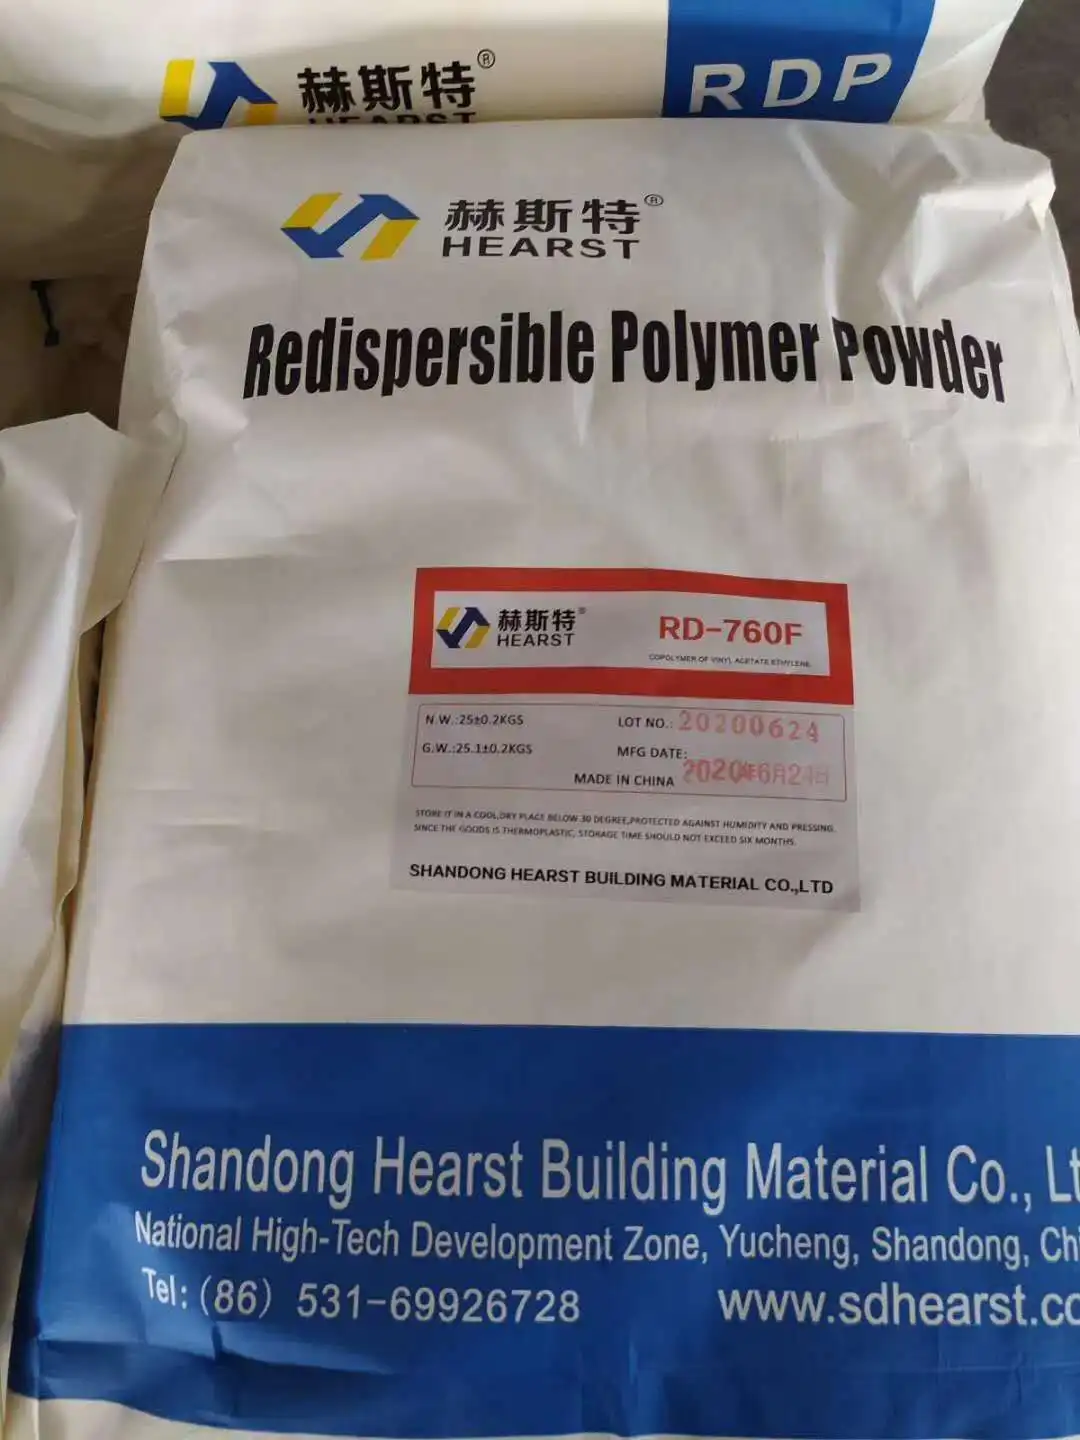 赫斯特®
HEARST
RDP
赫斯特®
HEARST
Redispersible Polymer Powder
赫斯特®
HEARST
RD-760F
COPOLYMER OF VINYL ACETATE ETHYLENE
N.W.:25±0.2KGS
LOT NO.: 20200624
G.W.:25.1±0.2KGS
MFG DATE: 2020年6月24日
MADE IN CHINA
STORE IT IN A COOL,DRY PLACE BELOW 30 DEGREE,PROTECTED AGAINST HUMIDITY AND PRESSING.
SINCE THE GOODS IS THERMOPLASTIC, STORAGE TIME SHOULD NOT EXCEED SIX MONTHS.
SHANDONG HEARST BUILDING MATERIAL CO.,LTD
Shandong Hearst Building Material Co., Lt
National High-Tech Development Zone, Yucheng, Shandong, Chi
Tel: (86) 531-69926728
www.sdhearst.co